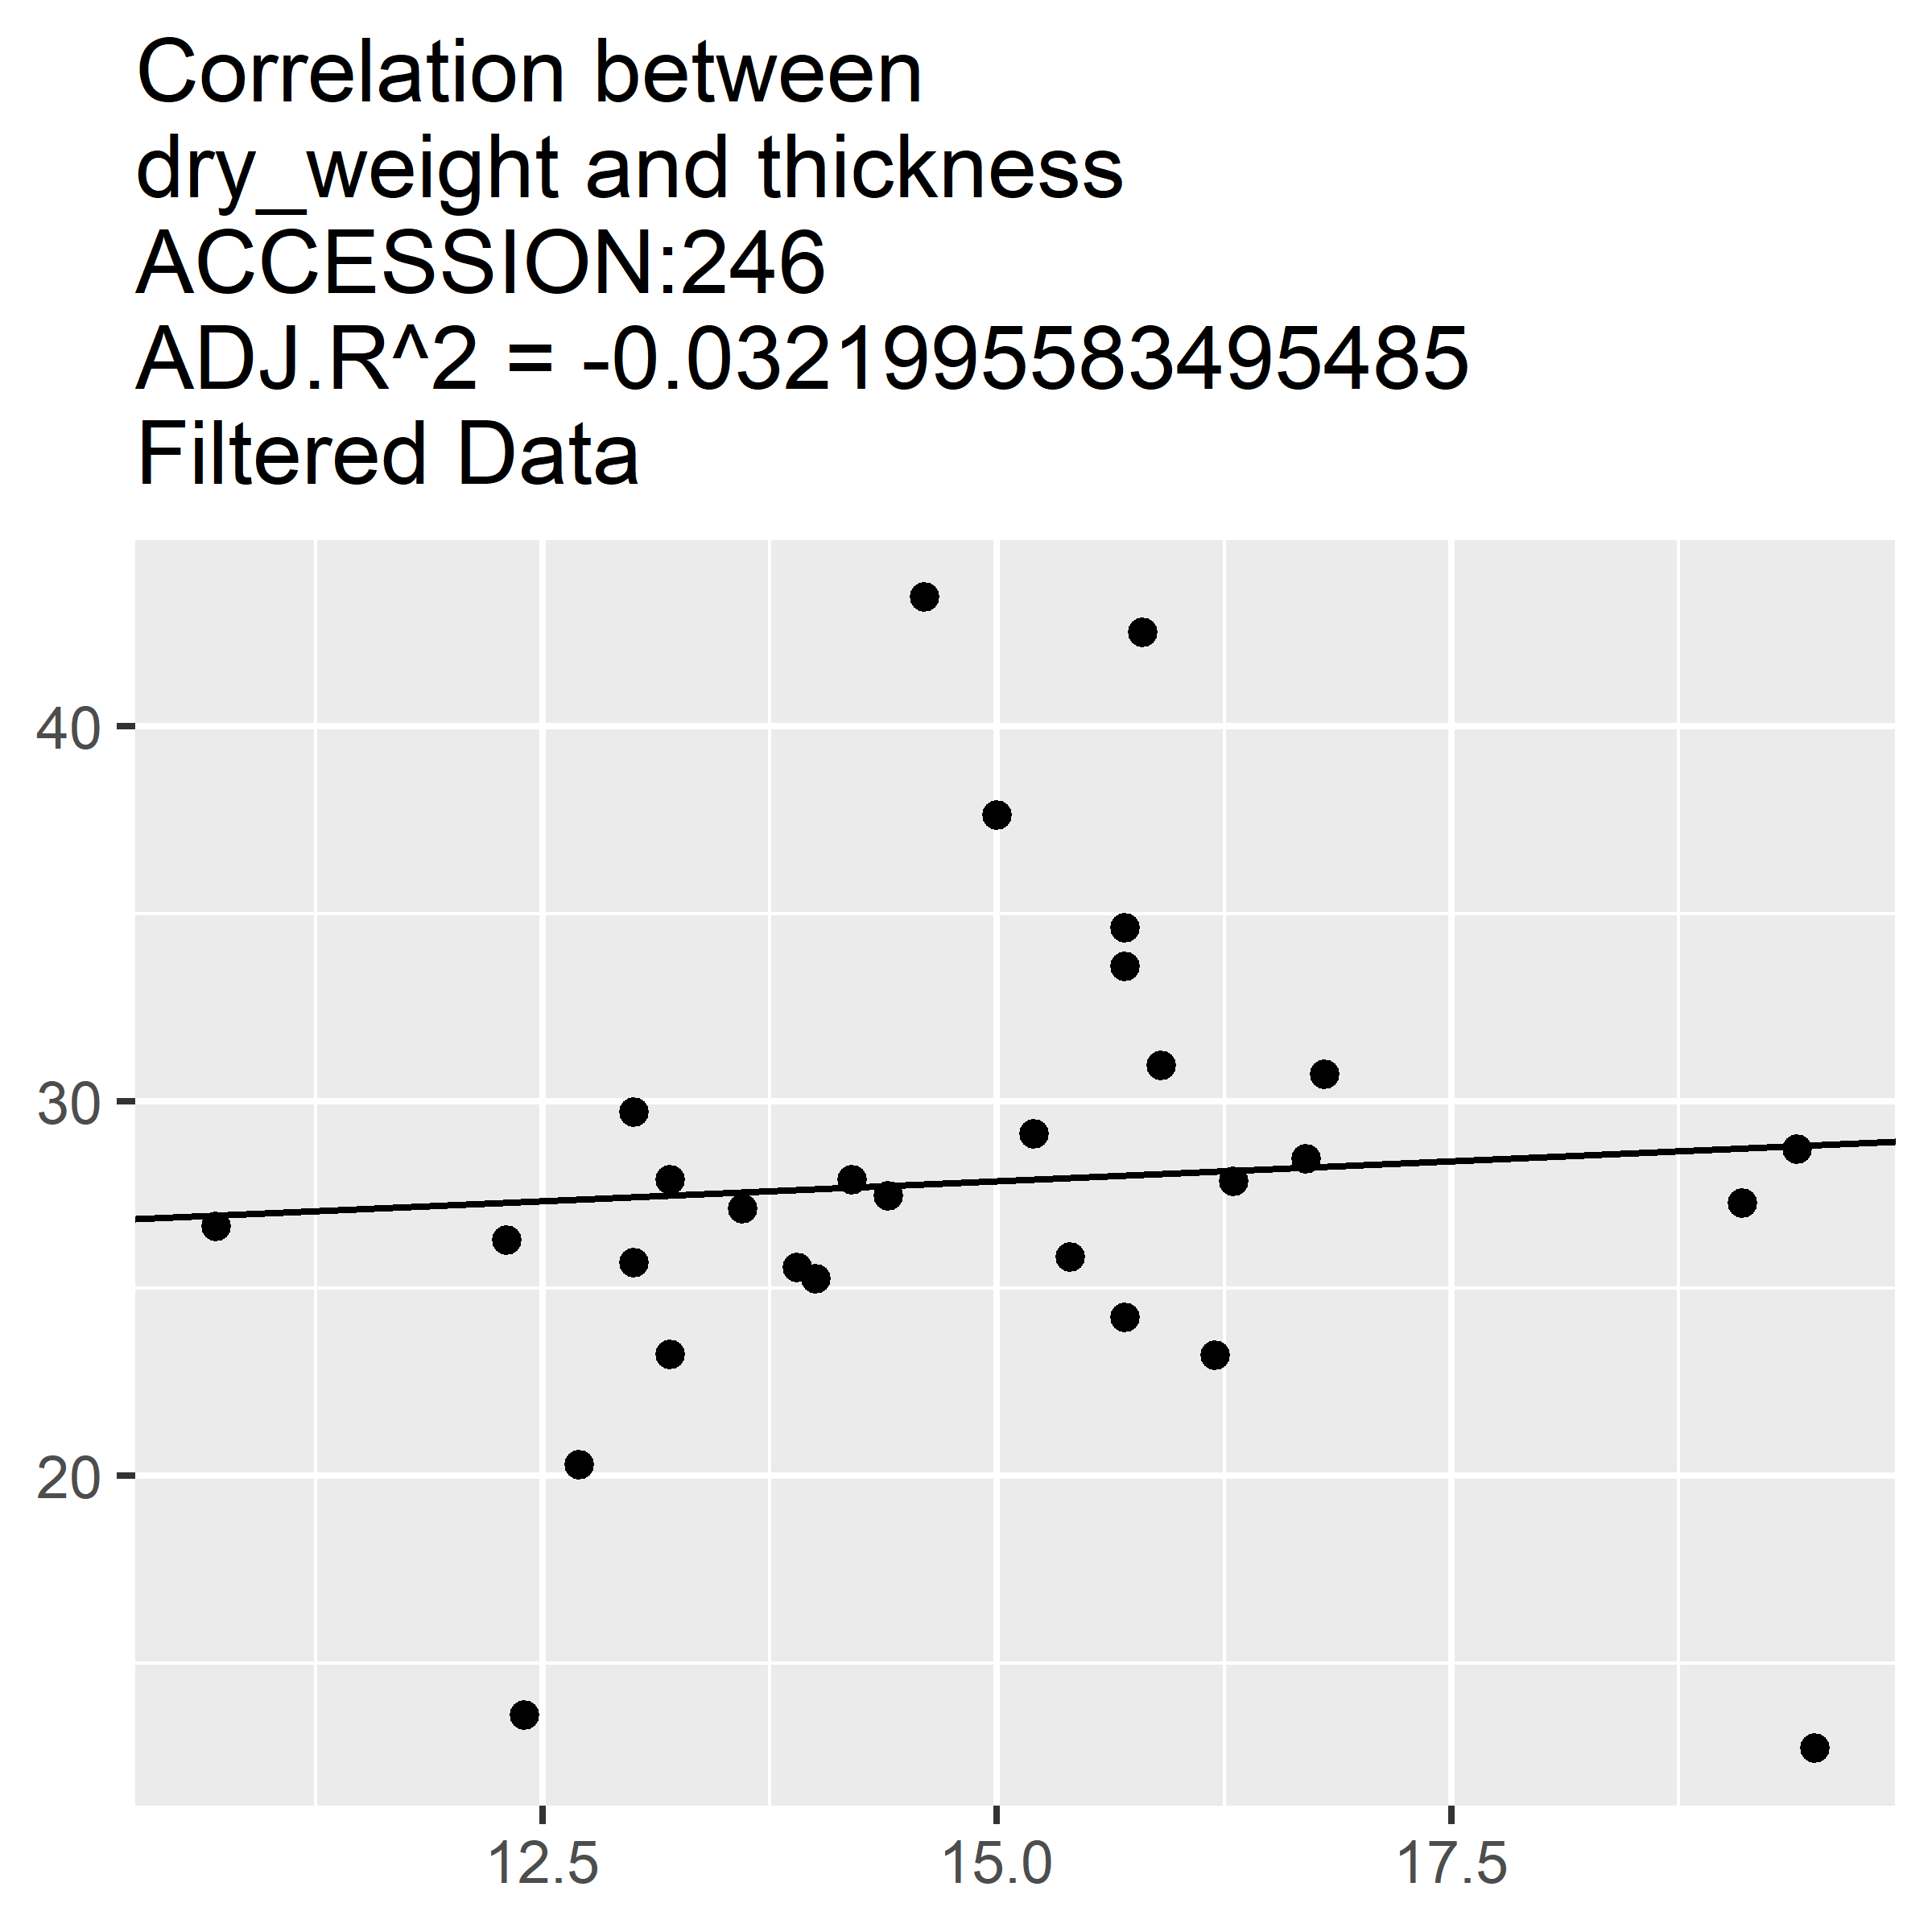 Correlation between
dry_weight and thickness
ACCESSION:246
ADJ.R^2 = -0.0321995583495485
Filtered Data
40
30
20
12.5 15.0 17.5